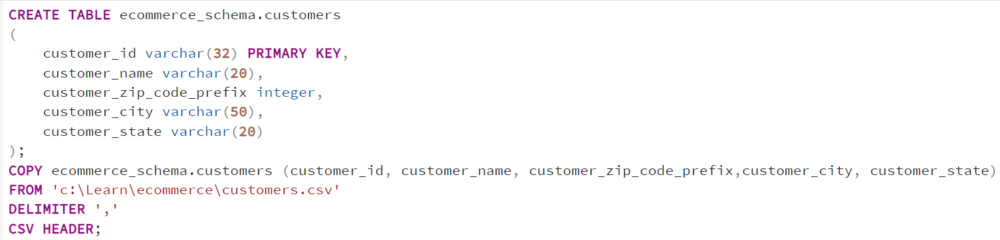 CREATE TABLE ecommerce_schema.customers
(
    customer_id varchar(32) PRIMARY KEY,
    customer_name varchar(20),
    customer_zip_code_prefix integer,
    customer_city varchar(50),
    customer_state varchar(20)
);
COPY ecommerce_schema.customers (customer_id, customer_name, customer_zip_code_prefix,customer_city, customer_state)
FROM 'c:\Learn\ecommerce\customers.csv'
DELIMITER ','
CSV HEADER;